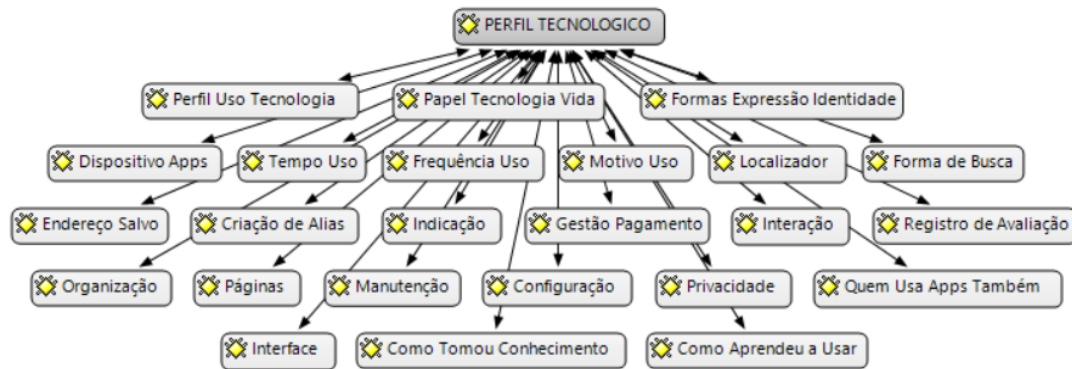 PERFIL TECNOLOGICO
Perfil Uso Tecnologia
Papel Tecnologia Vida
Formas Expressão Identidade
Dispositivo Apps
Tempo Uso
Frequência Uso
Motivo Uso
Localizador
Forma de Busca
Endereço Salvo
Criação de Alias
Indicação
Gestão Pagamento
Interação
Registro de Avaliação
Organização
Páginas
Manutenção
Configuração
Privacidade
Quem Usa Apps Também
Interface
Como Tomou Conhecimento
Como Aprendeu a Usar